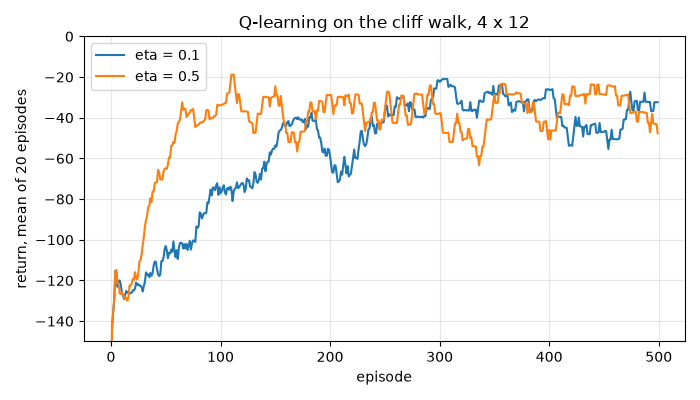 Q-learning on the cliff walk, 4 x 12
eta = 0.1
eta = 0.5
return, mean of 20 episodes
0
−20
−40
−60
−80
−100
−120
−140
0
100
200
300
400
500
episode